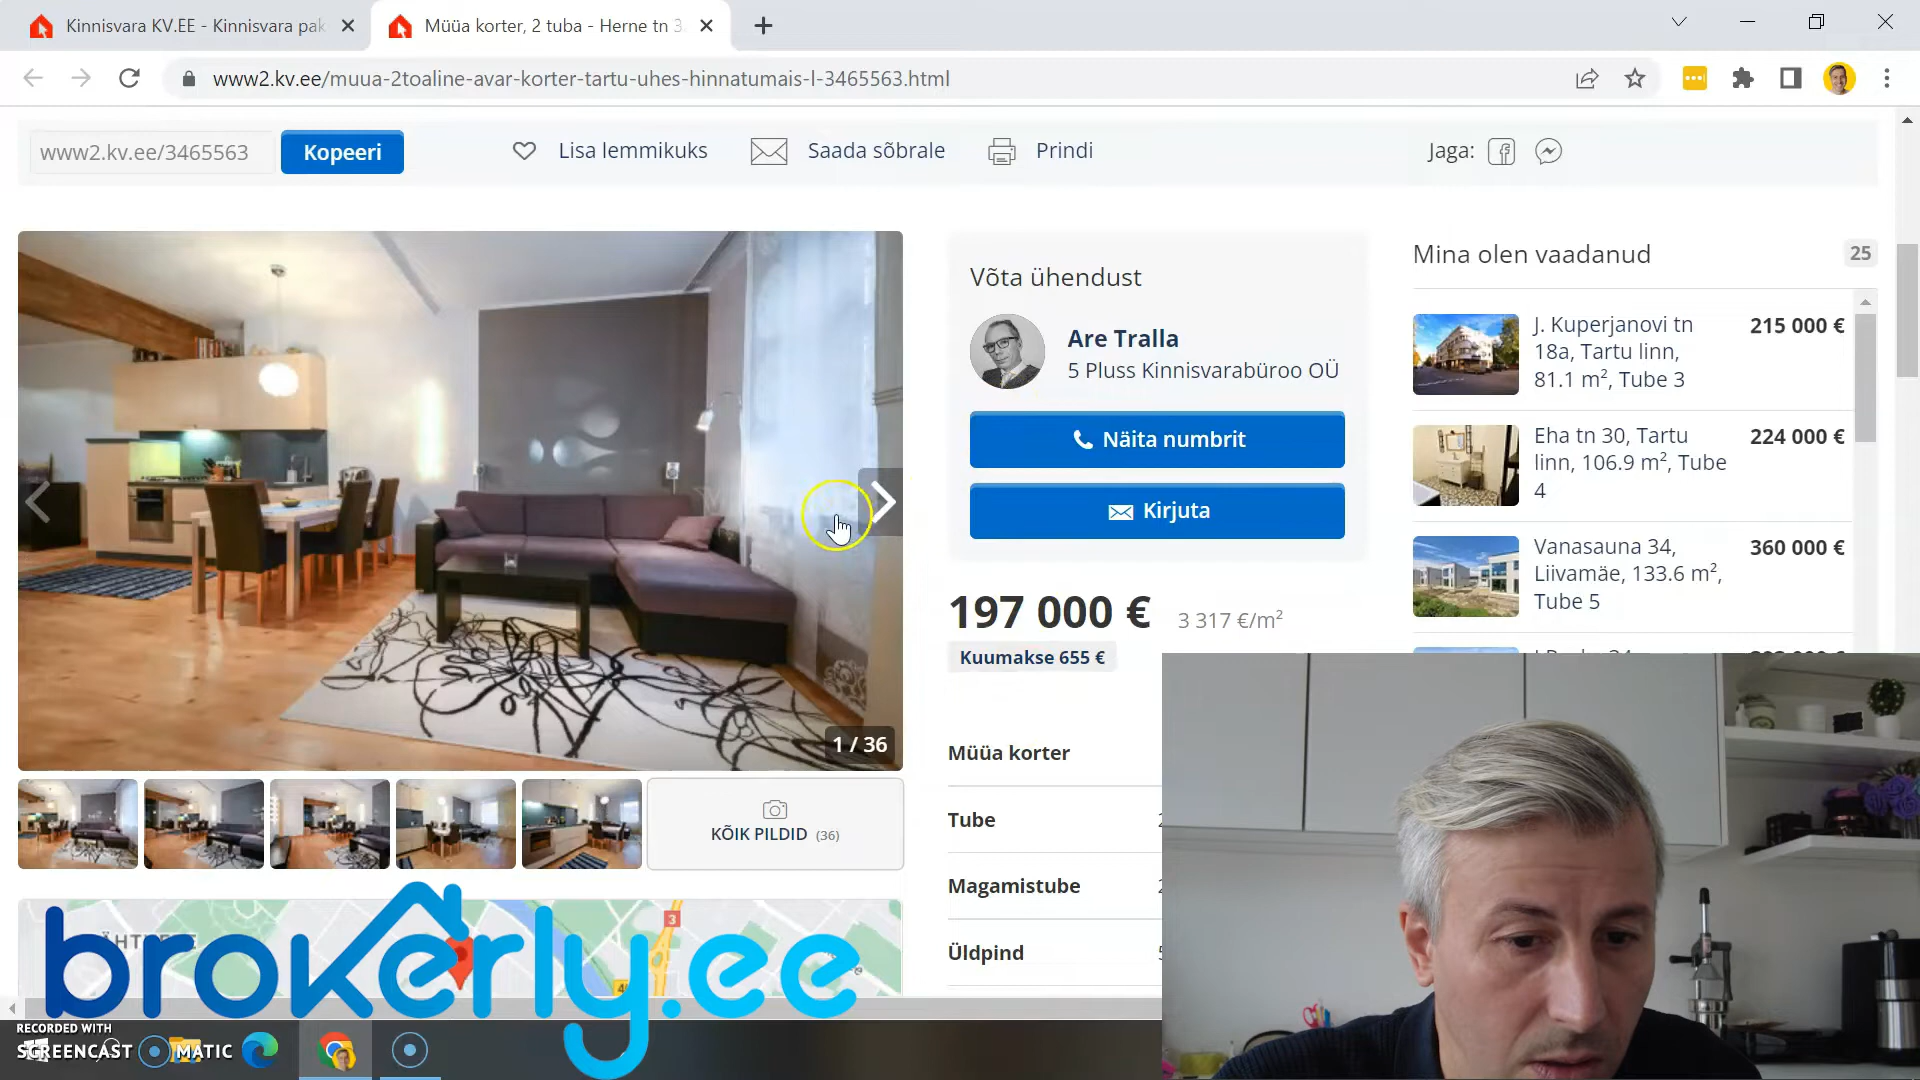 Kinnisvara KV.EE - Kinnisvara pak
Müüa korter, 2 tuba - Herne tn 3
www2.kv.ee/muua-2toaline-avar-korter-tartu-uhes-hinnatumais-l-3465563.html
www2.kv.ee/3465563
Kopeeri
Lisa lemmikuks
Saada sõbrale
Prindi
Jaga:
1 / 36
KÕIK PILDID (36)
Võta ühendust
Are Tralla
5 Pluss Kinnisvarabüroo OÜ
Näita numbrit
Kirjuta
197 000 €
3 317 €/m²
Kuumakse 655 €
Müüa korter
Tube
Magamistube
Üldpind
Mina olen vaadanud
25
J. Kuperjanovi tn
18a, Tartu linn,
81.1 m², Tube 3
215 000 €
Eha tn 30, Tartu
linn, 106.9 m², Tube
4
224 000 €
Vanasauna 34,
Liivamäe, 133.6 m²,
Tube 5
360 000 €
3
brokerly.ee
RECORDED WITH
SCREENCAST MATIC